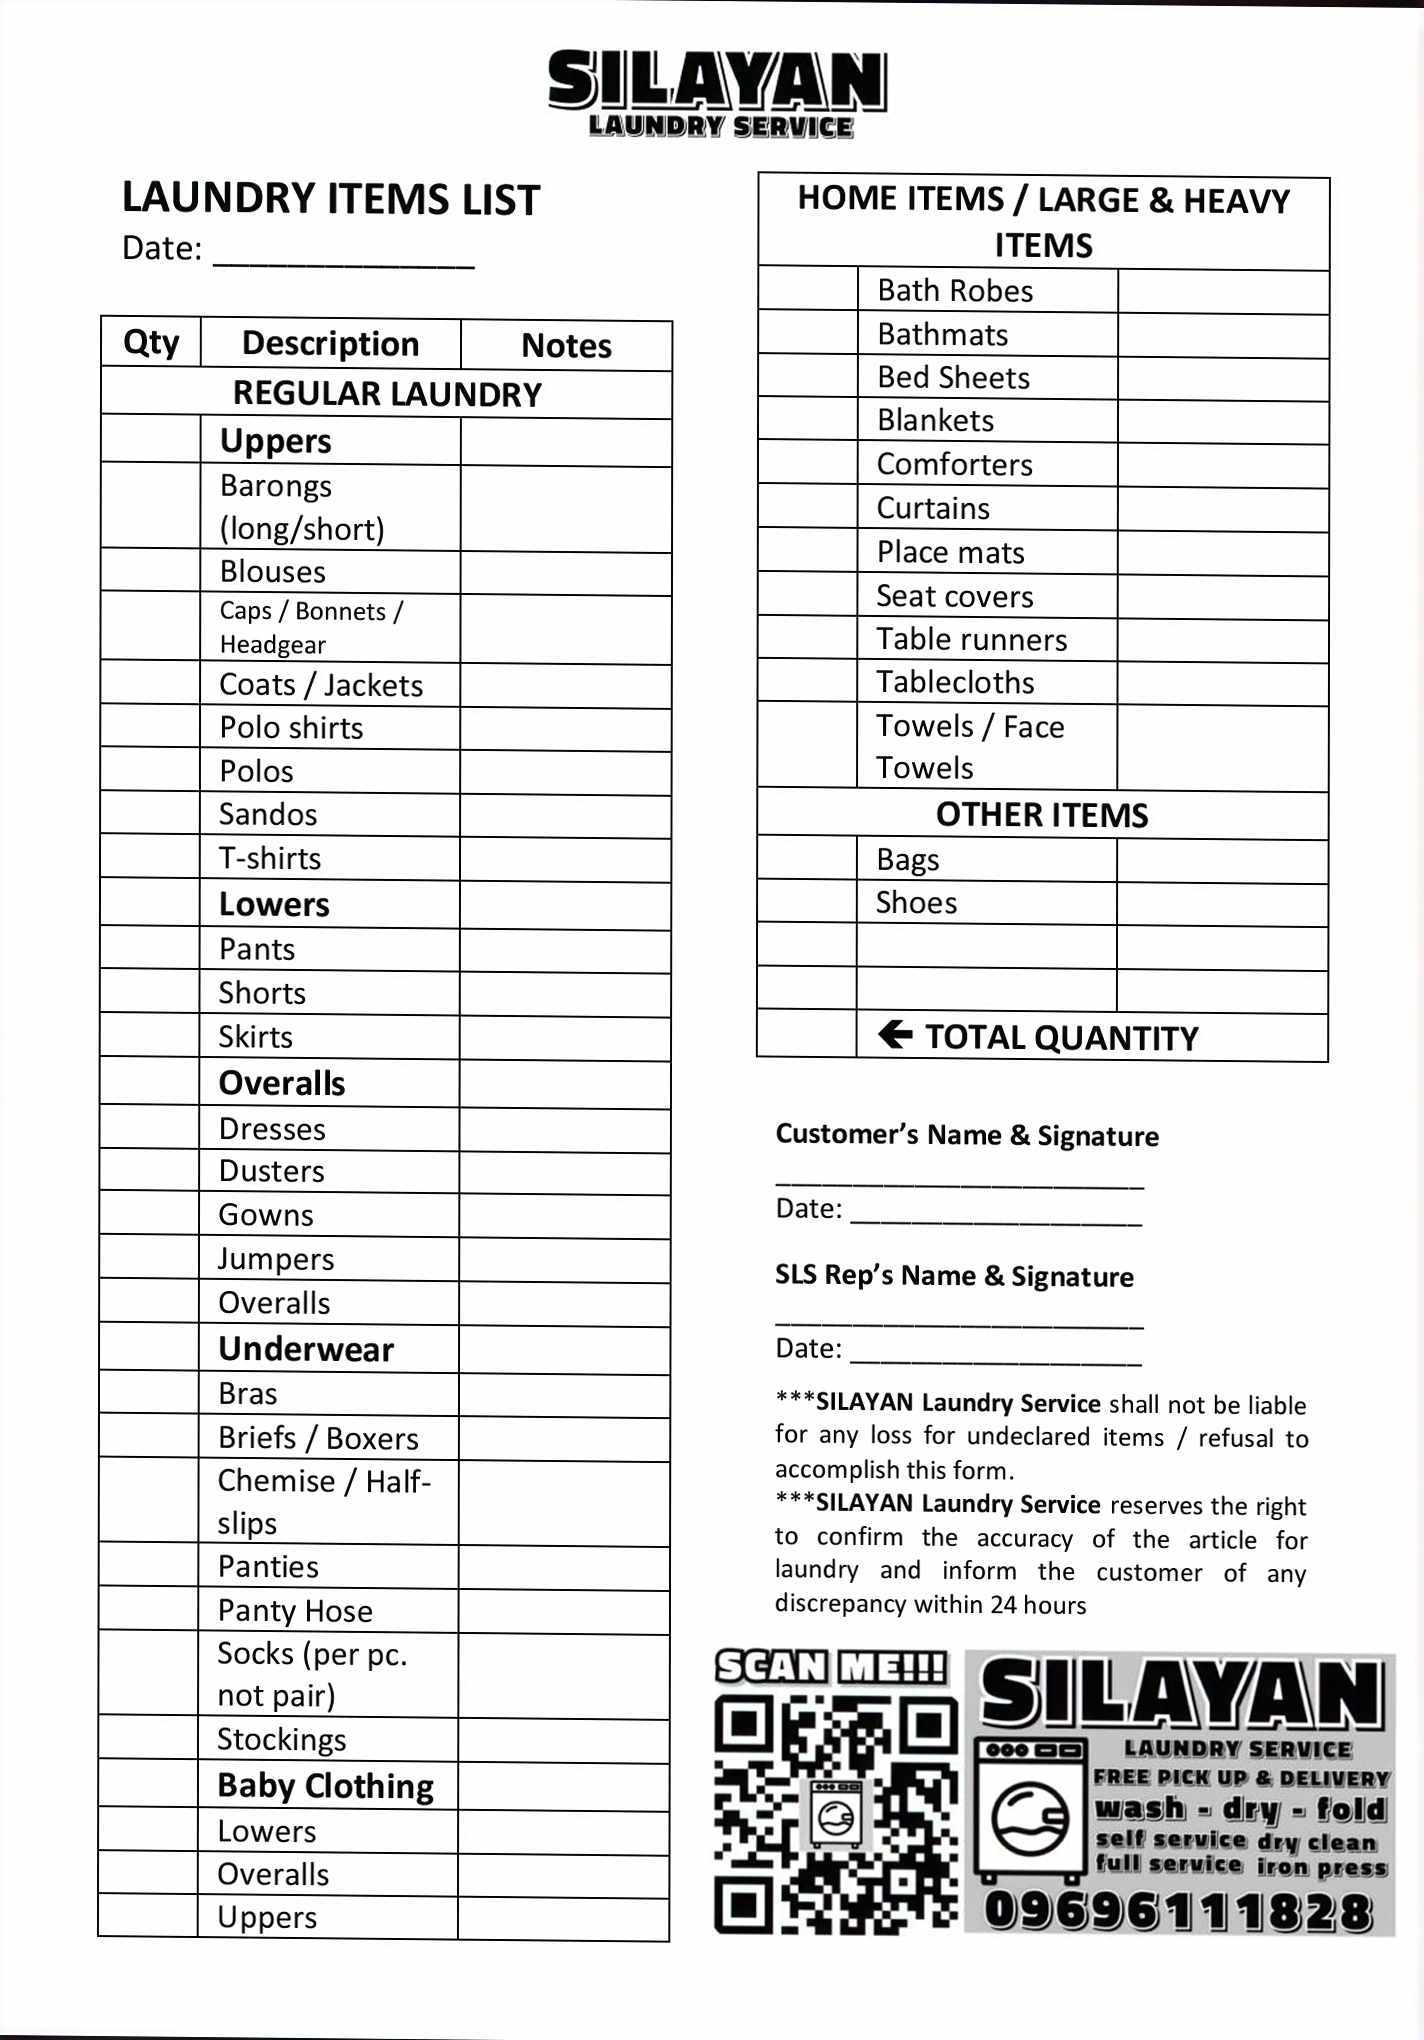 SILAYAN
LAUNDRY SERVICE
LAUNDRY ITEMS LIST
Date: ______________
Qty Description Notes
REGULAR LAUNDRY
Uppers
Barongs
(long/short)
Blouses
Caps / Bonnets /
Headgear
Coats / Jackets
Polo shirts
Polos
Sandos
T-shirts
Lowers
Pants
Shorts
Skirts
Overalls
Dresses
Dusters
Gowns
Jumpers
Overalls
Underwear
Bras
Briefs / Boxers
Chemise / Half-
slips
Panties
Panty Hose
Socks (per pc.
not pair)
Stockings
Baby Clothing
Lowers
Overalls
Uppers
HOME ITEMS / LARGE & HEAVY
ITEMS
Bath Robes
Bathmats
Bed Sheets
Blankets
Comforters
Curtains
Place mats
Seat covers
Table runners
Tablecloths
Towels / Face
Towels
OTHER ITEMS
Bags
Shoes
← TOTAL QUANTITY
Customer's Name & Signature
________________________
Date: ___________________
SLS Rep's Name & Signature
________________________
Date: ___________________
***SILAYAN Laundry Service shall not be liable
for any loss for undeclared items / refusal to
accomplish this form.
***SILAYAN Laundry Service reserves the right
to confirm the accuracy of the article for
laundry and inform the customer of any
discrepancy within 24 hours
SCAN ME!!!
SILAYAN
LAUNDRY SERVICE
FREE PICK UP & DELIVERY
wash - dry - fold
self service dry clean
full service iron press
09696111828